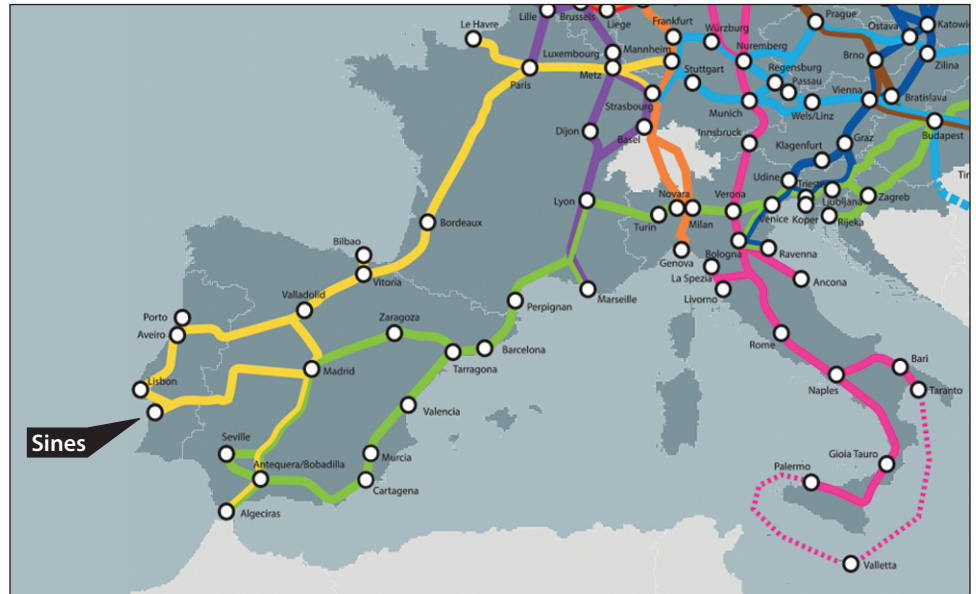 Lille
Brussels
Liege
Le Havre
Frankfurt
Würzburg
Prague
Ostava
Katowi
Luxembourg
Mannheim
Nuremberg
Brno
Metz
Stuttgart
Regensburg
Passau
Zilina
Paris
Strasbourg
Munich
Wels/Linz
Vienna
Bratislava
Dijon
Basel
Innsbruck
Klagenfurt
Graz
Budapest
Udine
Trieste
Lyon
Novara
Verona
Ljubljana
Zagreb
Bordeaux
Turin
Milan
Venice
Koper
Rijeka
Bilbao
Genova
Bologna
Ravenna
Vitoria
La Spezia
Marseille
Livorno
Ancona
Valladolid
Perpignan
Porto
Zaragoza
Aveiro
Rome
Barcelona
Tarragona
Bari
Madrid
Lisbon
Naples
Taranto
Valencia
Sines
Seville
Murcia
Gioia Tauro
Antequera/Bobadilla
Palermo
Cartagena
Algeciras
Valletta